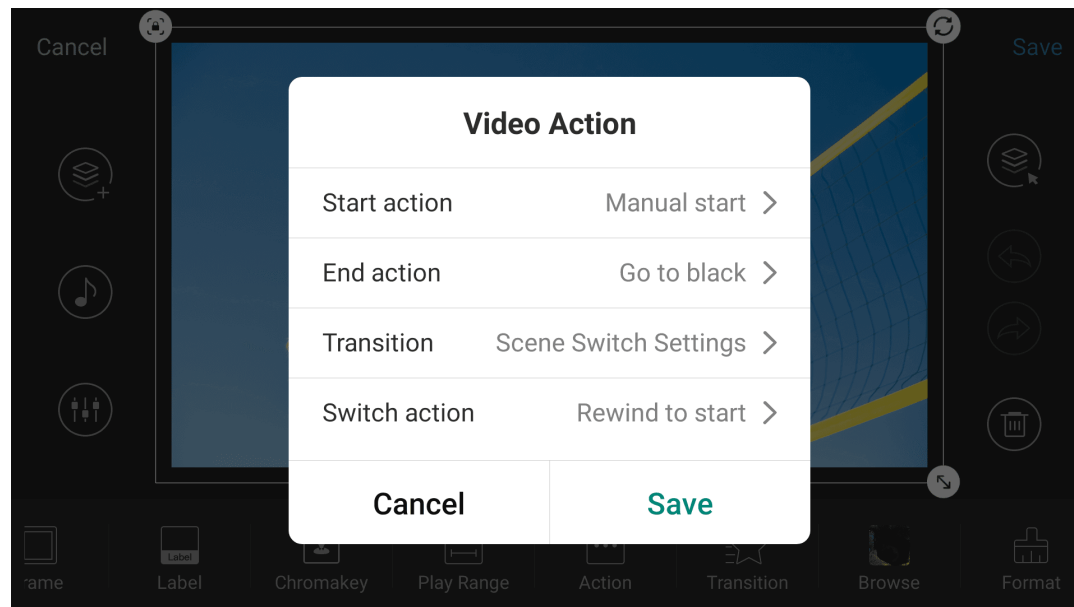 Cancel
Save
Video Action
Start action Manual start
End action Go to black
Transition Scene Switch Settings
Switch action Rewind to start
Cancel Save
rame Label Label Chromakey Play Range Action Transition Browse Format